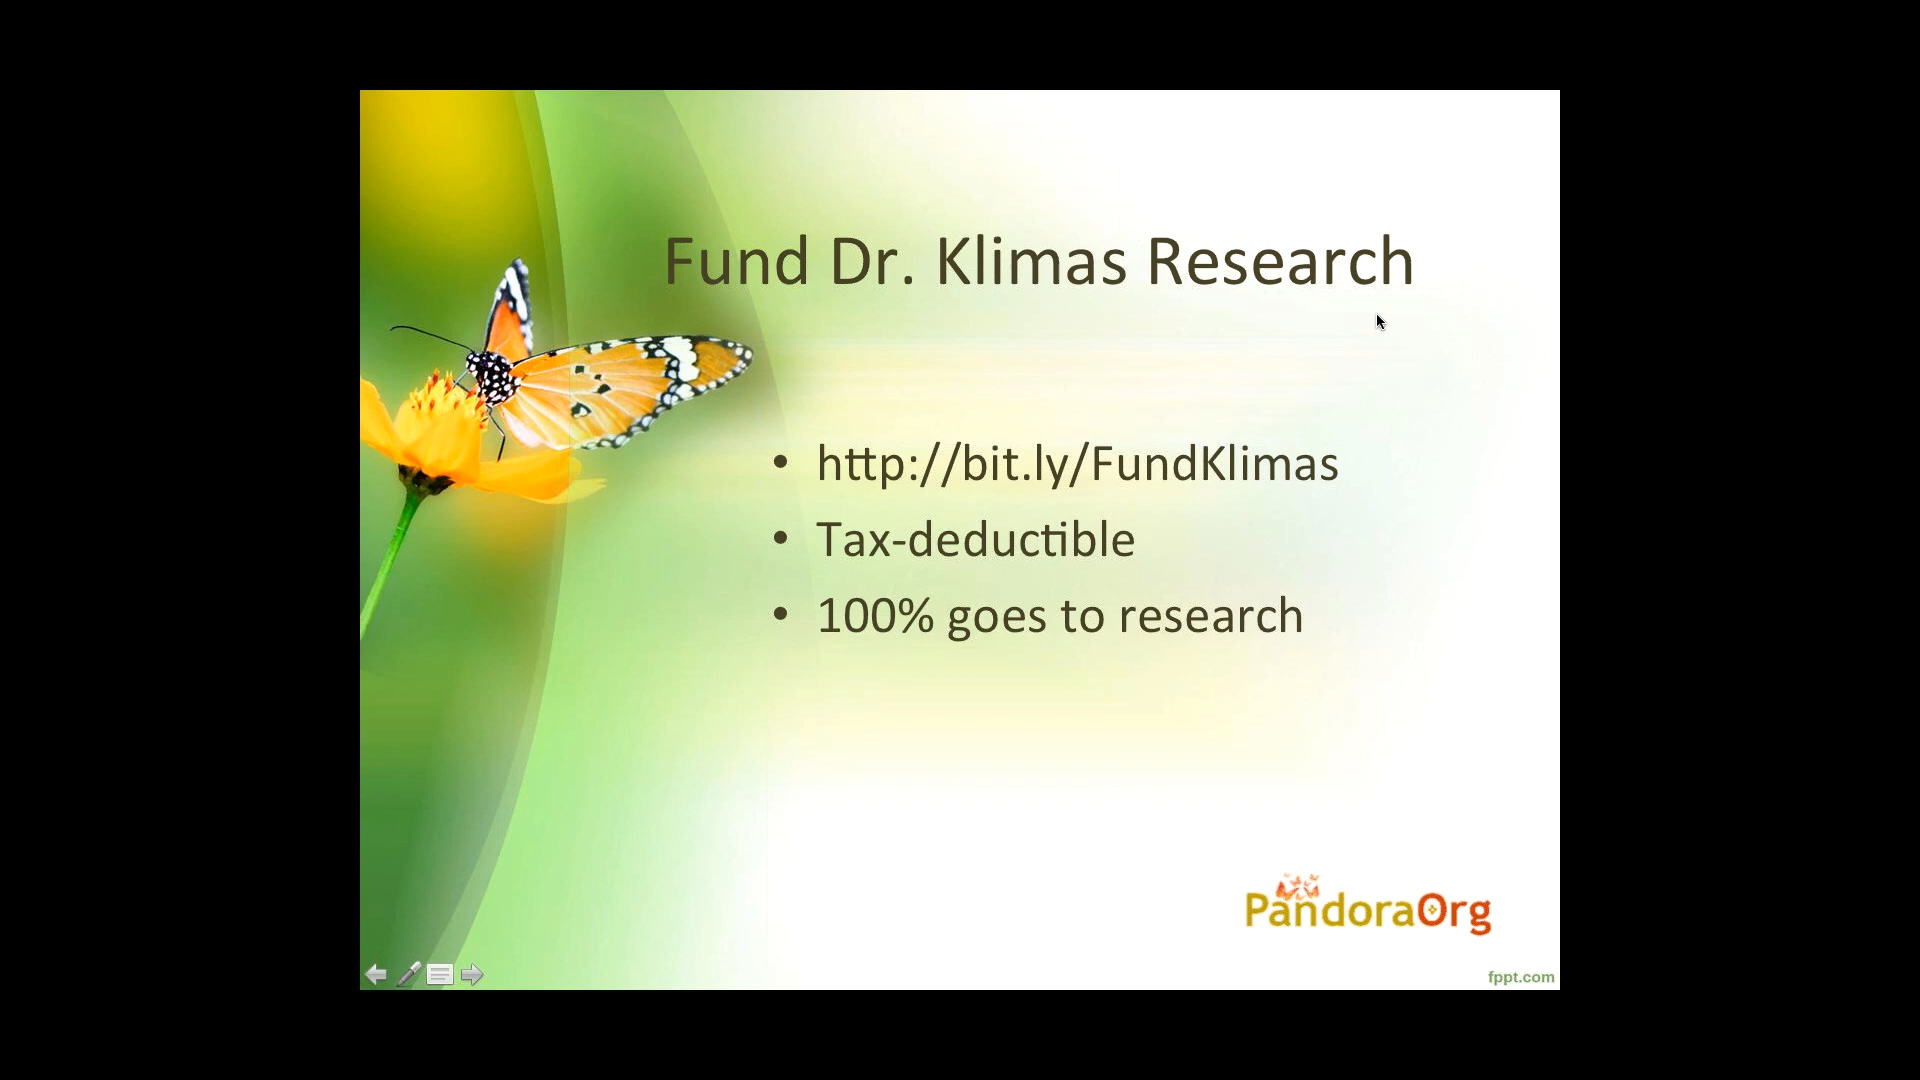 Fund Dr. Klimas Research
• http://bit.ly/FundKlimas
• Tax-deductible
• 100% goes to research
PandoraOrg
fppt.com